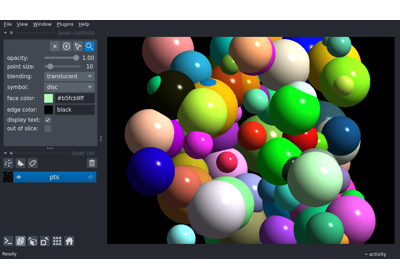 File View Window Plugins Help
layer controls
opacity: 1.00
point size: 10
blending: translucent
symbol: disc
face color: #b5fcb9ff
edge color: black
display text:
out of slice:
layer list
pts
Ready
activity